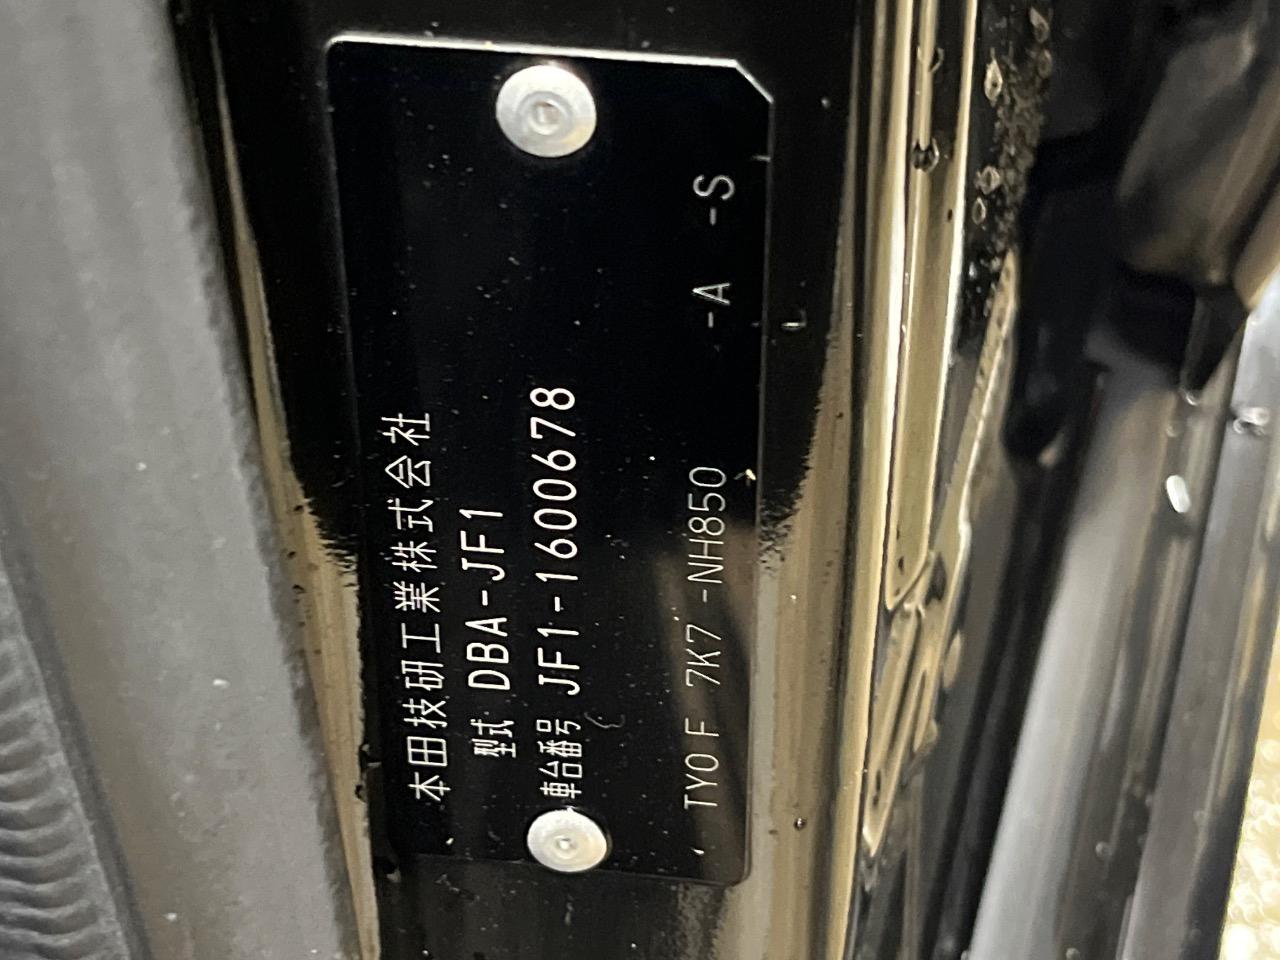 本田技研工業株式会社
型式 DBA-JF1
車台番号 JF1-1600678
TY0 F 7K7 -NH850 -A -S